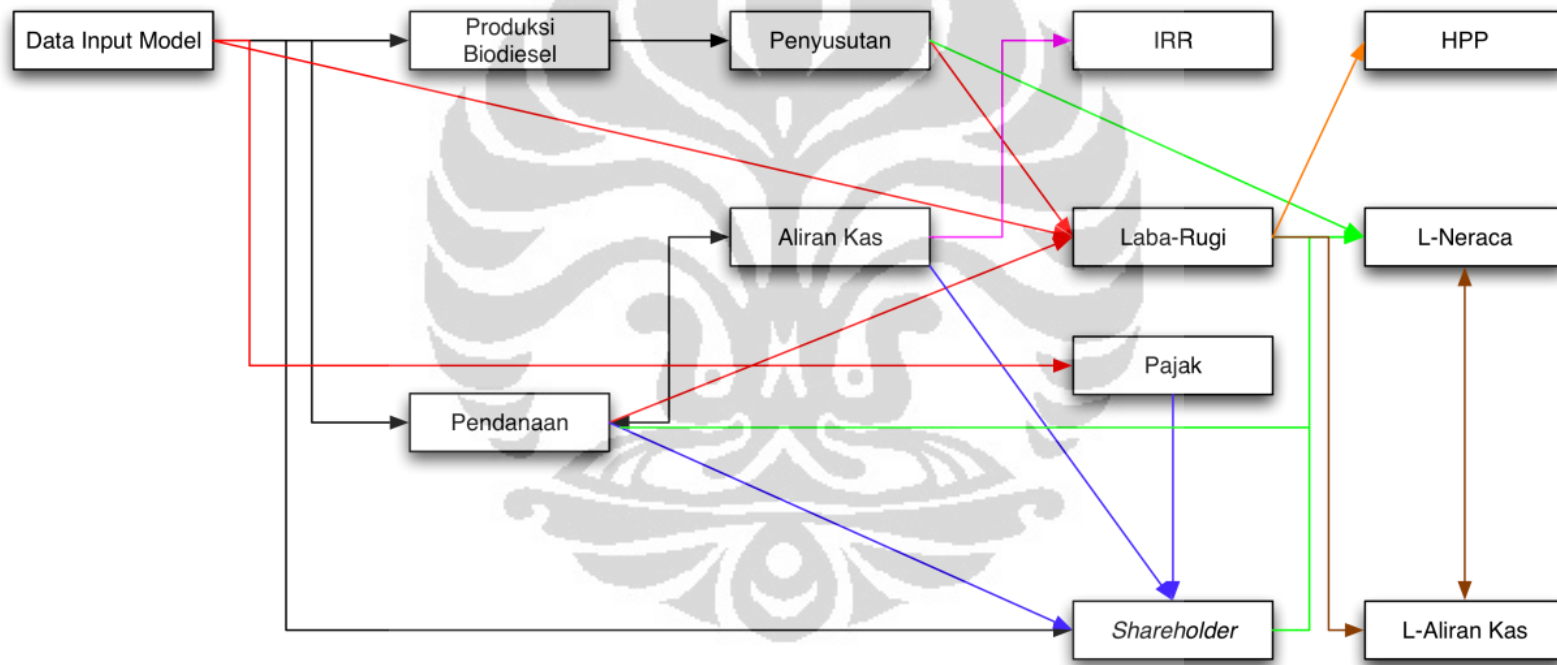 Data Input Model
Produksi
Biodiesel
Penyusutan
IRR
HPP
Aliran Kas
Laba-Rugi
L-Neraca
Pajak
Pendanaan
Shareholder
L-Aliran Kas